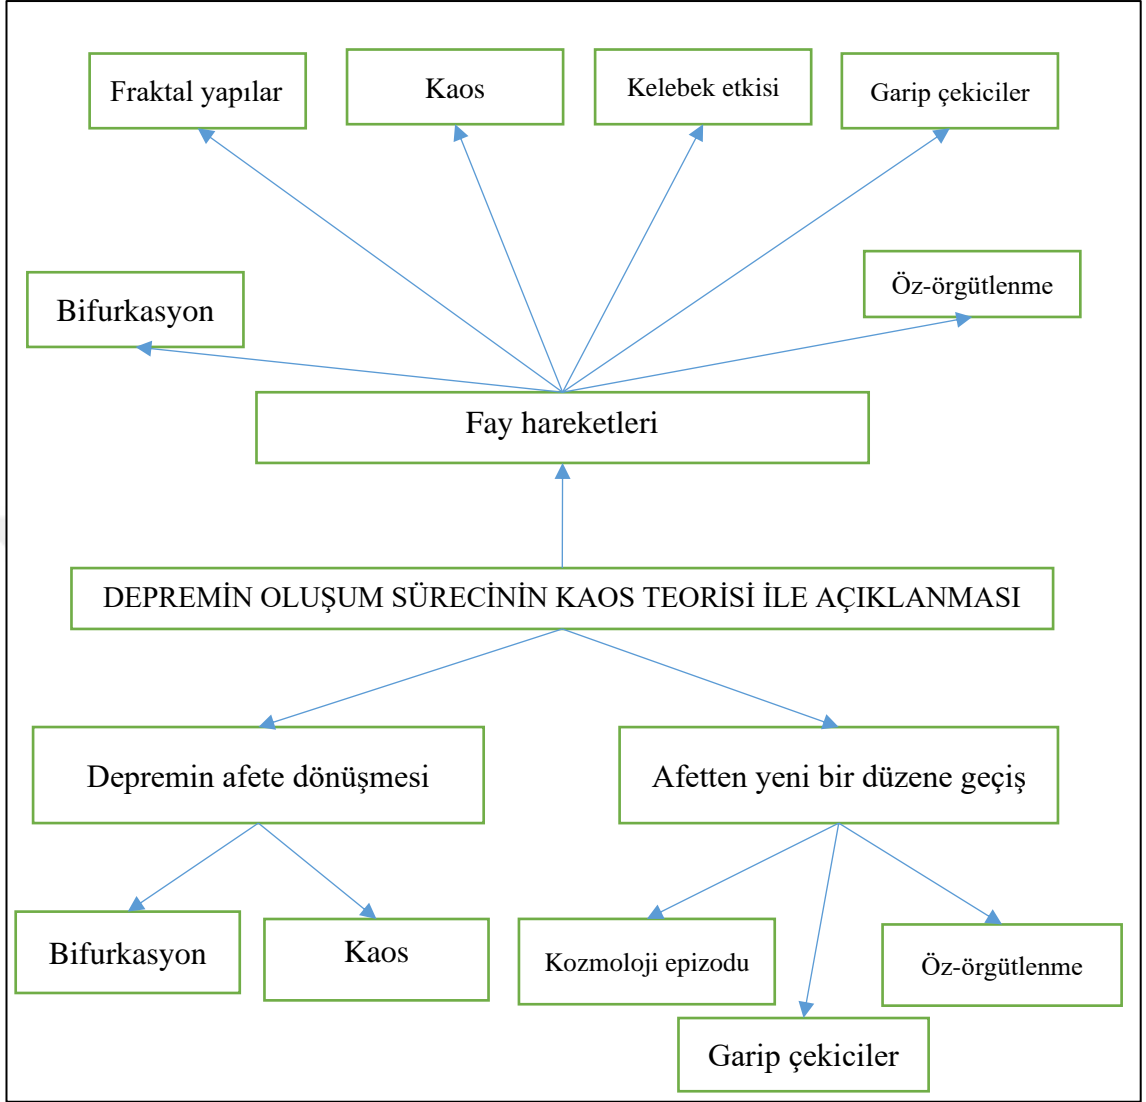 Fraktal yapılar
Kaos
Kelebek etkisi
Garip çekiciler
Bifurkasyon
Öz-örgütlenme
Fay hareketleri
DEPREMİN OLUŞUM SÜRECİNİN KAOS TEORİSİ İLE AÇIKLANMASI
Depremin afete dönüşmesi
Afetten yeni bir düzene geçiş
Bifurkasyon
Kaos
Kozmoloji epizodu
Öz-örgütlenme
Garip çekiciler